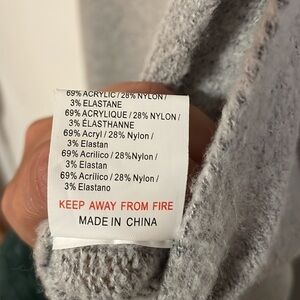 69% ACRYLIC / 28% NYLON /
3% ELASTANE
69% ACRYLIQUE / 28% NYLON /
3% ÉLASTHANNE
69% Acryl / 28% Nylon /
3% Elastan
69% Acrílico / 28% Nylon /
3% Elastan
69% Acrilico / 28% Nylon /
3% Elastano
KEEP AWAY FROM FIRE
MADE IN CHINA